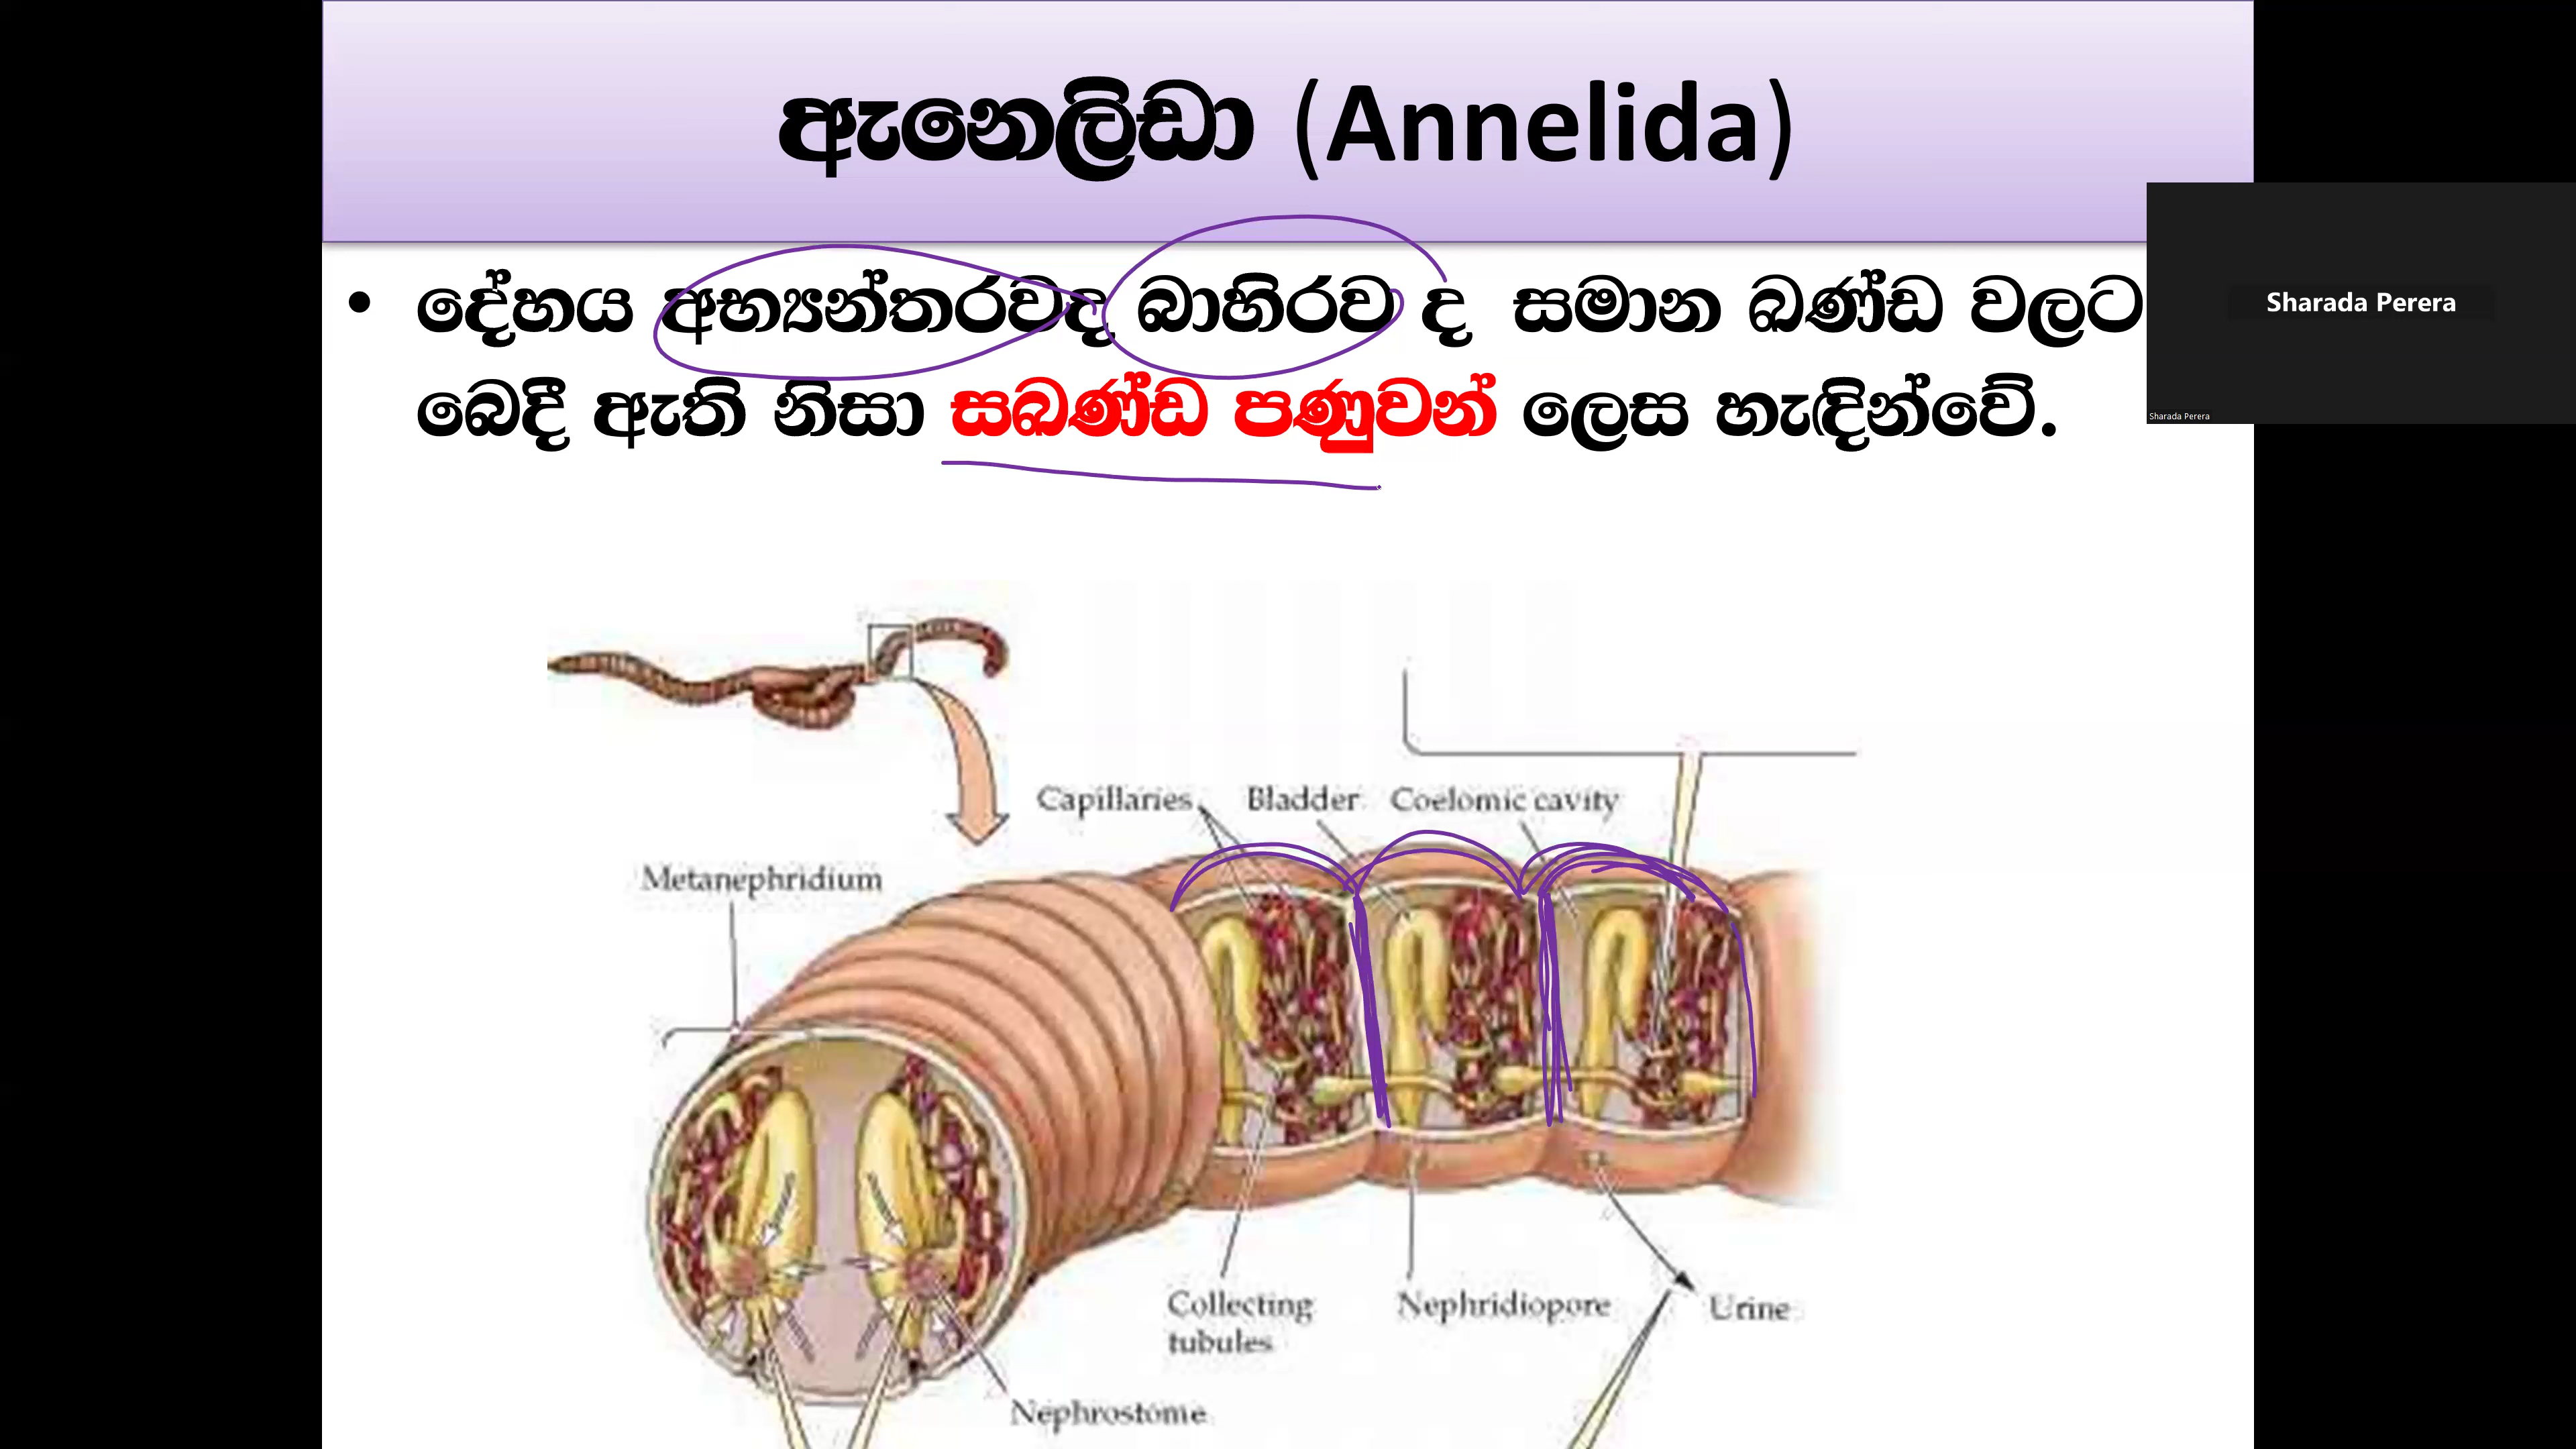 ඇනෙලිඩා (Annelida)
• දේහය අභ්‍යන්තරවද බාහිරව ද සමාන ඛණ්ඩ වලට
බෙදී ඇති නිසා සඛණ්ඩ පණුවන් ලෙස හැඳින්වේ.
Sharada Perera
Sharada Perera
Capillaries
Bladder
Coelomic cavity
Metanephridium
Collecting
tubules
Nephridiopore
Urine
Nephrostome